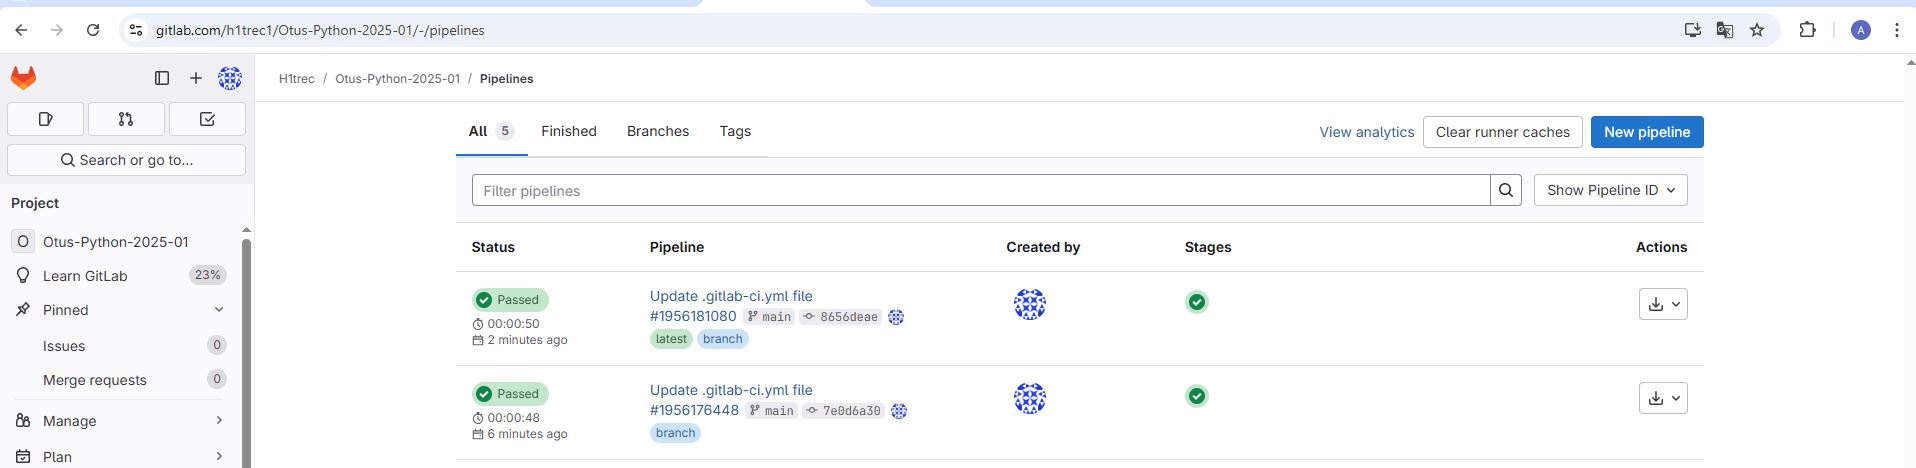 gitlab.com/h1trec1/Otus-Python-2025-01/-/pipelines
A
H1trec / Otus-Python-2025-01 / Pipelines
Search or go to...
Project
O Otus-Python-2025-01
Learn GitLab 23%
Pinned
Issues 0
Merge requests 0
Manage
Plan
All 5 Finished Branches Tags
View analytics Clear runner caches New pipeline
Filter pipelines Show Pipeline ID
Status Pipeline Created by Stages Actions
Passed
00:00:50
2 minutes ago
Update .gitlab-ci.yml file
#1956181080 main 8656deae
latest branch
Passed
00:00:48
6 minutes ago
Update .gitlab-ci.yml file
#1956176448 main 7e0d6a30
branch